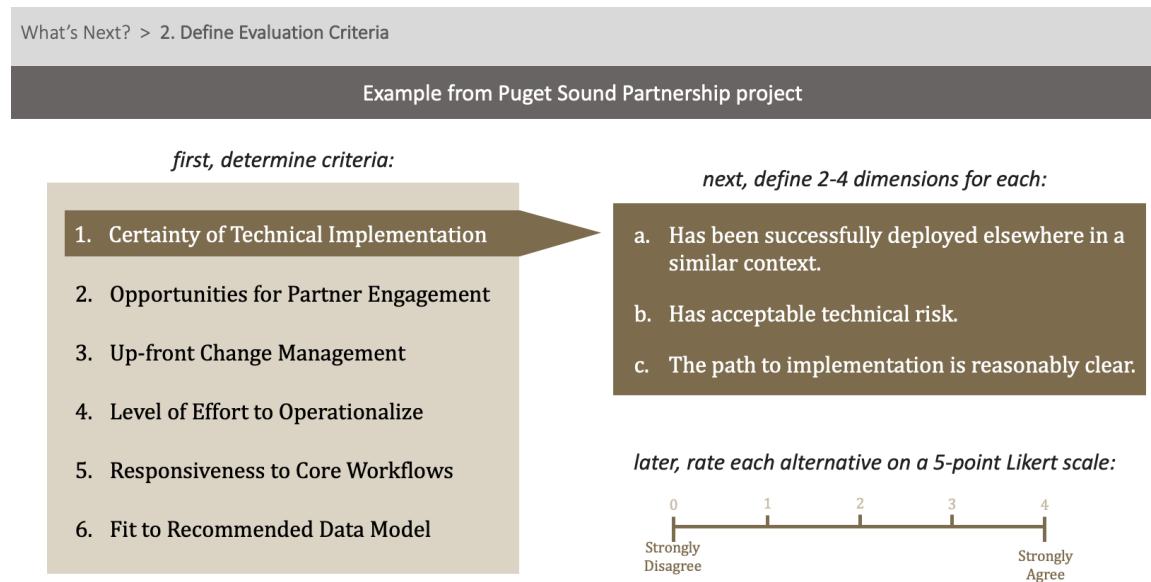 What's Next? > 2. Define Evaluation Criteria
Example from Puget Sound Partnership project
first, determine criteria:
1. Certainty of Technical Implementation
2. Opportunities for Partner Engagement
3. Up-front Change Management
4. Level of Effort to Operationalize
5. Responsiveness to Core Workflows
6. Fit to Recommended Data Model
next, define 2-4 dimensions for each:
a. Has been successfully deployed elsewhere in a
similar context.
b. Has acceptable technical risk.
c. The path to implementation is reasonably clear.
later, rate each alternative on a 5-point Likert scale:
0 1 2 3 4
Strongly
Disagree
Strongly
Agree